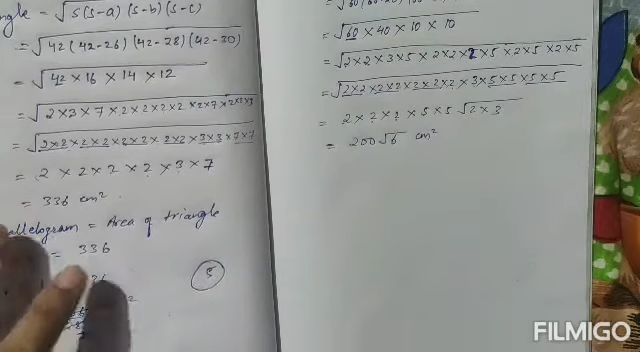 ngle = √s(s-a)(s-b)(s-c)
= √42(42-26)(42-28)(42-30)
= √42 × 16 × 14 × 12
= √2×3×7×2×2×2×2×2×7×2×2×3
= √2×2×2×2×2×2×2×2×3×3×7×7
= 2 × 2 × 2 × 2 × 3 × 7
= 336 cm²
allelogram = Area of triangle
= 336
5
= √60 × 40 × 10 × 10
= √2×2×3×5×2×2×2×5×2×5×2×5
= √2×2×2×2×2×2×2×3×5×5×5×5
= 2 × 2 × 2 × 5 × 5 √2×3
= 200√6 cm²
FILMIGO